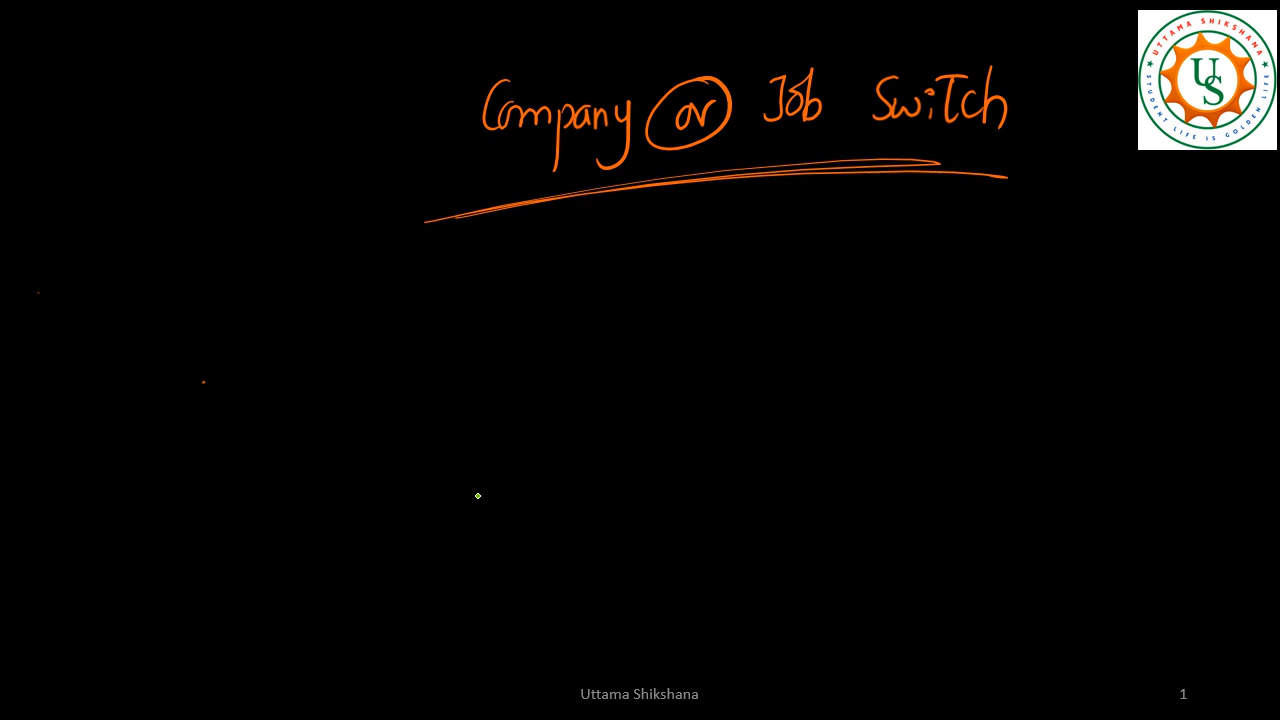 Company or Job Switch
UTTAMA SHIKSHANA
US
STUDENT LIFE IS GOLDEN LIFE
Uttama Shikshana
1